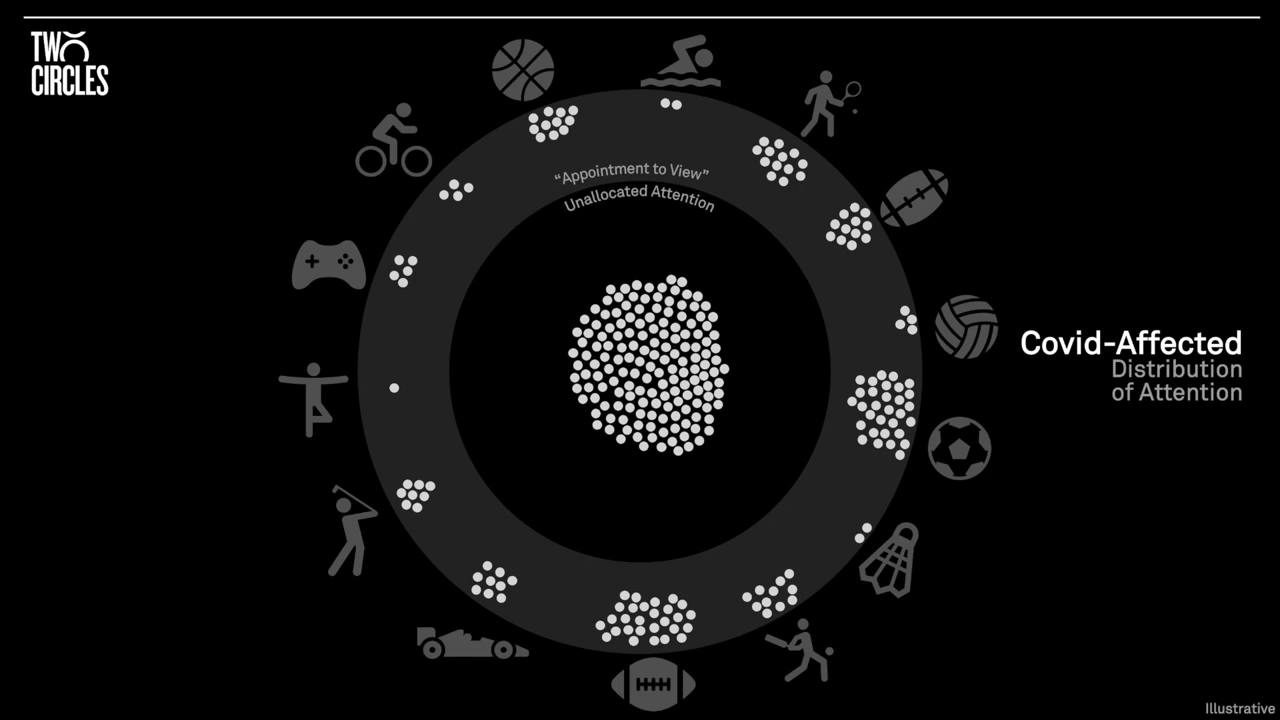 TWO
CIRCLES
“Appointment to View”
Unallocated Attention
Covid-Affected
Distribution
of Attention
Illustrative